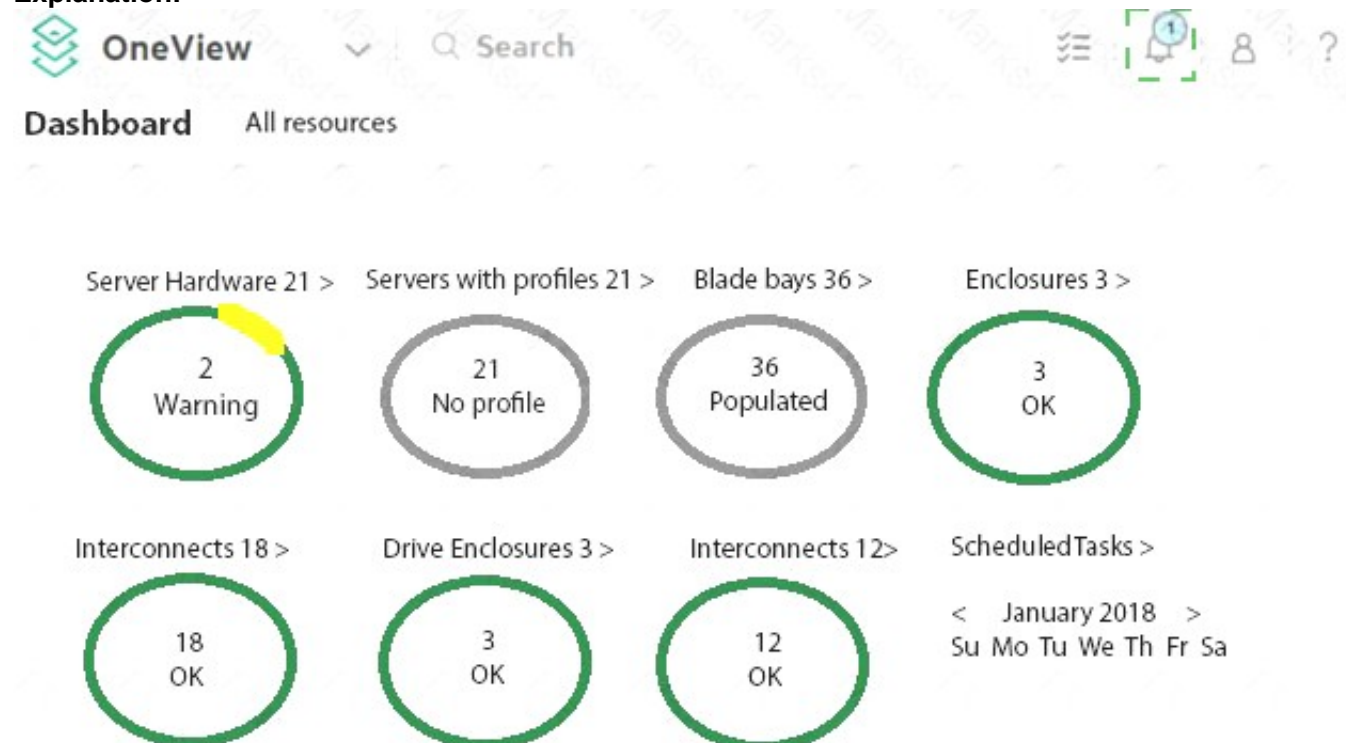 OneView Search 1 ?
Dashboard All resources
Server Hardware 21 > Servers with profiles 21 > Blade bays 36 > Enclosures 3 >
2 21 36 3
Warning No profile Populated OK
Interconnects 18 > Drive Enclosures 3 > Interconnects 12> ScheduledTasks >
< January 2018 >
Su Mo Tu We Th Fr Sa
18 3 12
OK OK OK